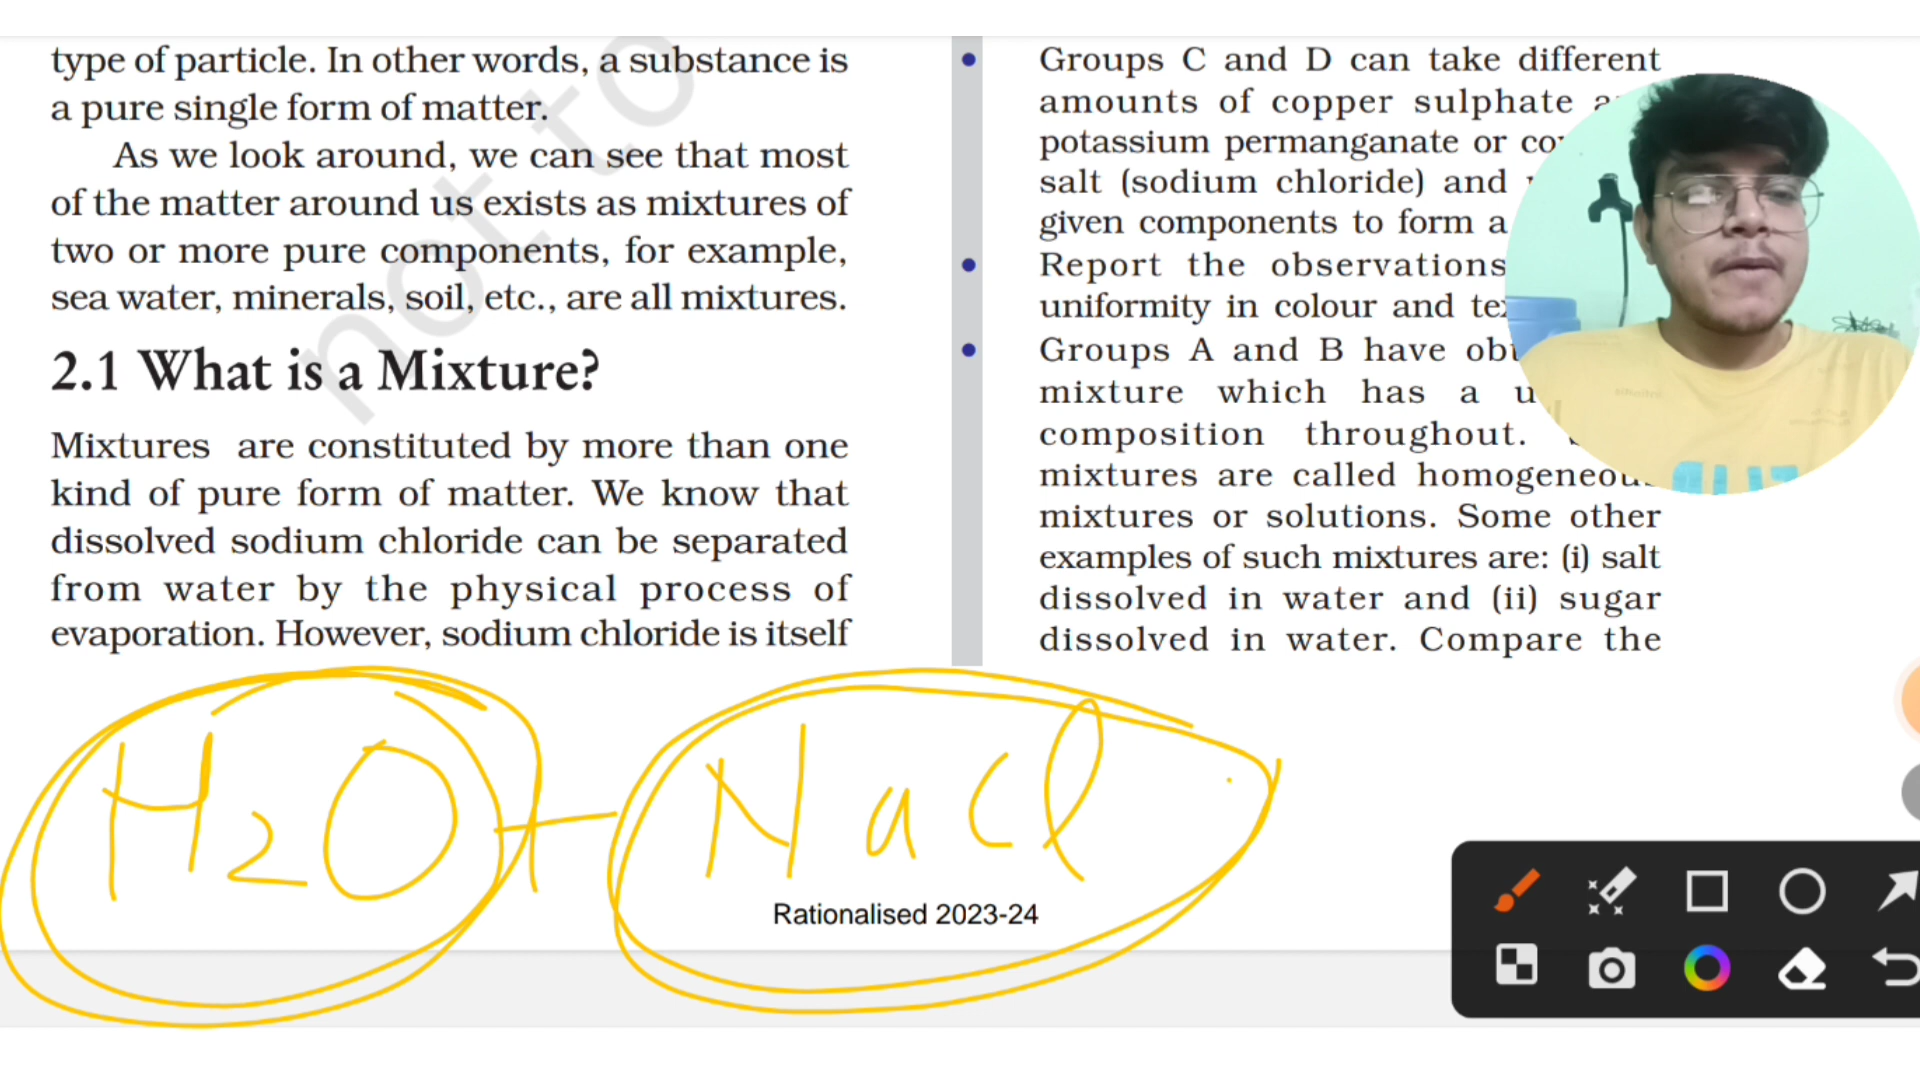 type of particle. In other words, a substance is
a pure single form of matter.
As we look around, we can see that most
of the matter around us exists as mixtures of
two or more pure components, for example,
sea water, minerals, soil, etc., are all mixtures.
2.1 What is a Mixture?
Mixtures are constituted by more than one
kind of pure form of matter. We know that
dissolved sodium chloride can be separated
from water by the physical process of
evaporation. However, sodium chloride is itself
not to
Groups C and D can take different
amounts of copper sulphate
potassium permanganate or
salt (sodium chloride) and
given components to form a
Report the observations
uniformity in colour and
Groups A and B have
mixture which has a
composition throughout.
mixtures are called homogeneous
mixtures or solutions. Some other
examples of such mixtures are: (i) salt
dissolved in water and (ii) sugar
dissolved in water. Compare the
H2O + NaCl
Rationalised 2023-24